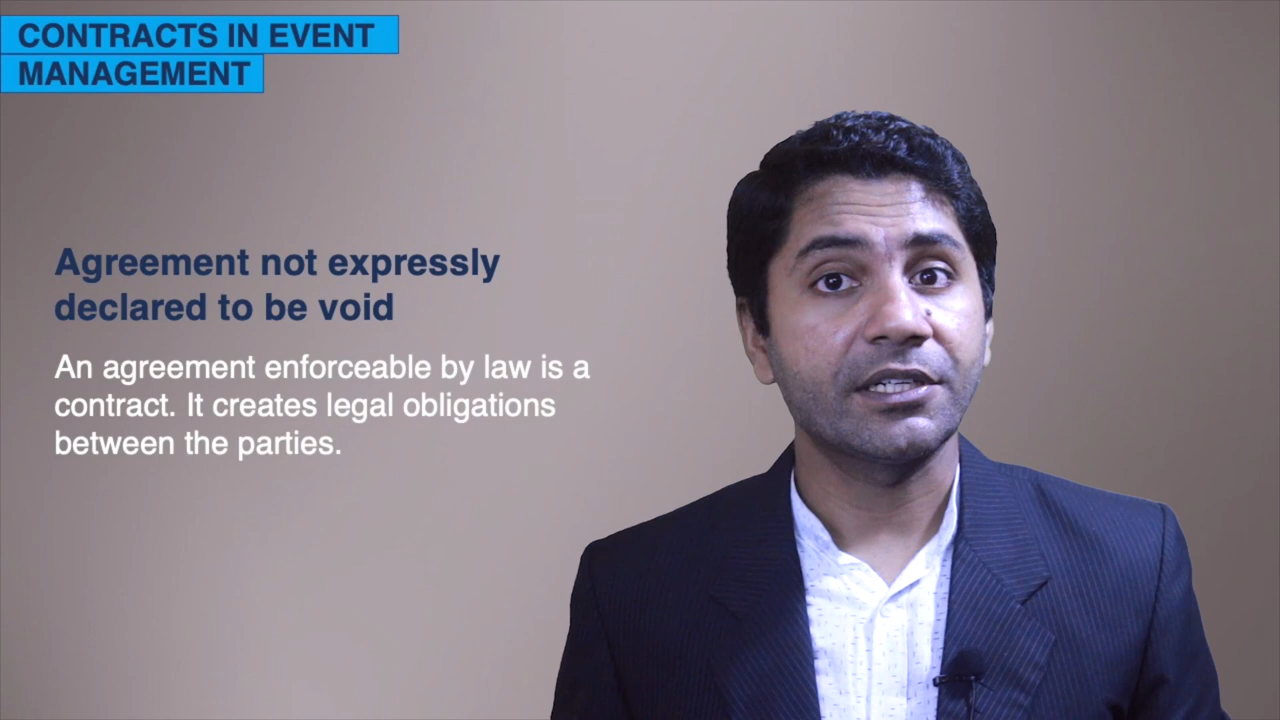 CONTRACTS IN EVENT
MANAGEMENT
Agreement not expressly
declared to be void
An agreement enforceable by law is a
contract. It creates legal obligations
between the parties.